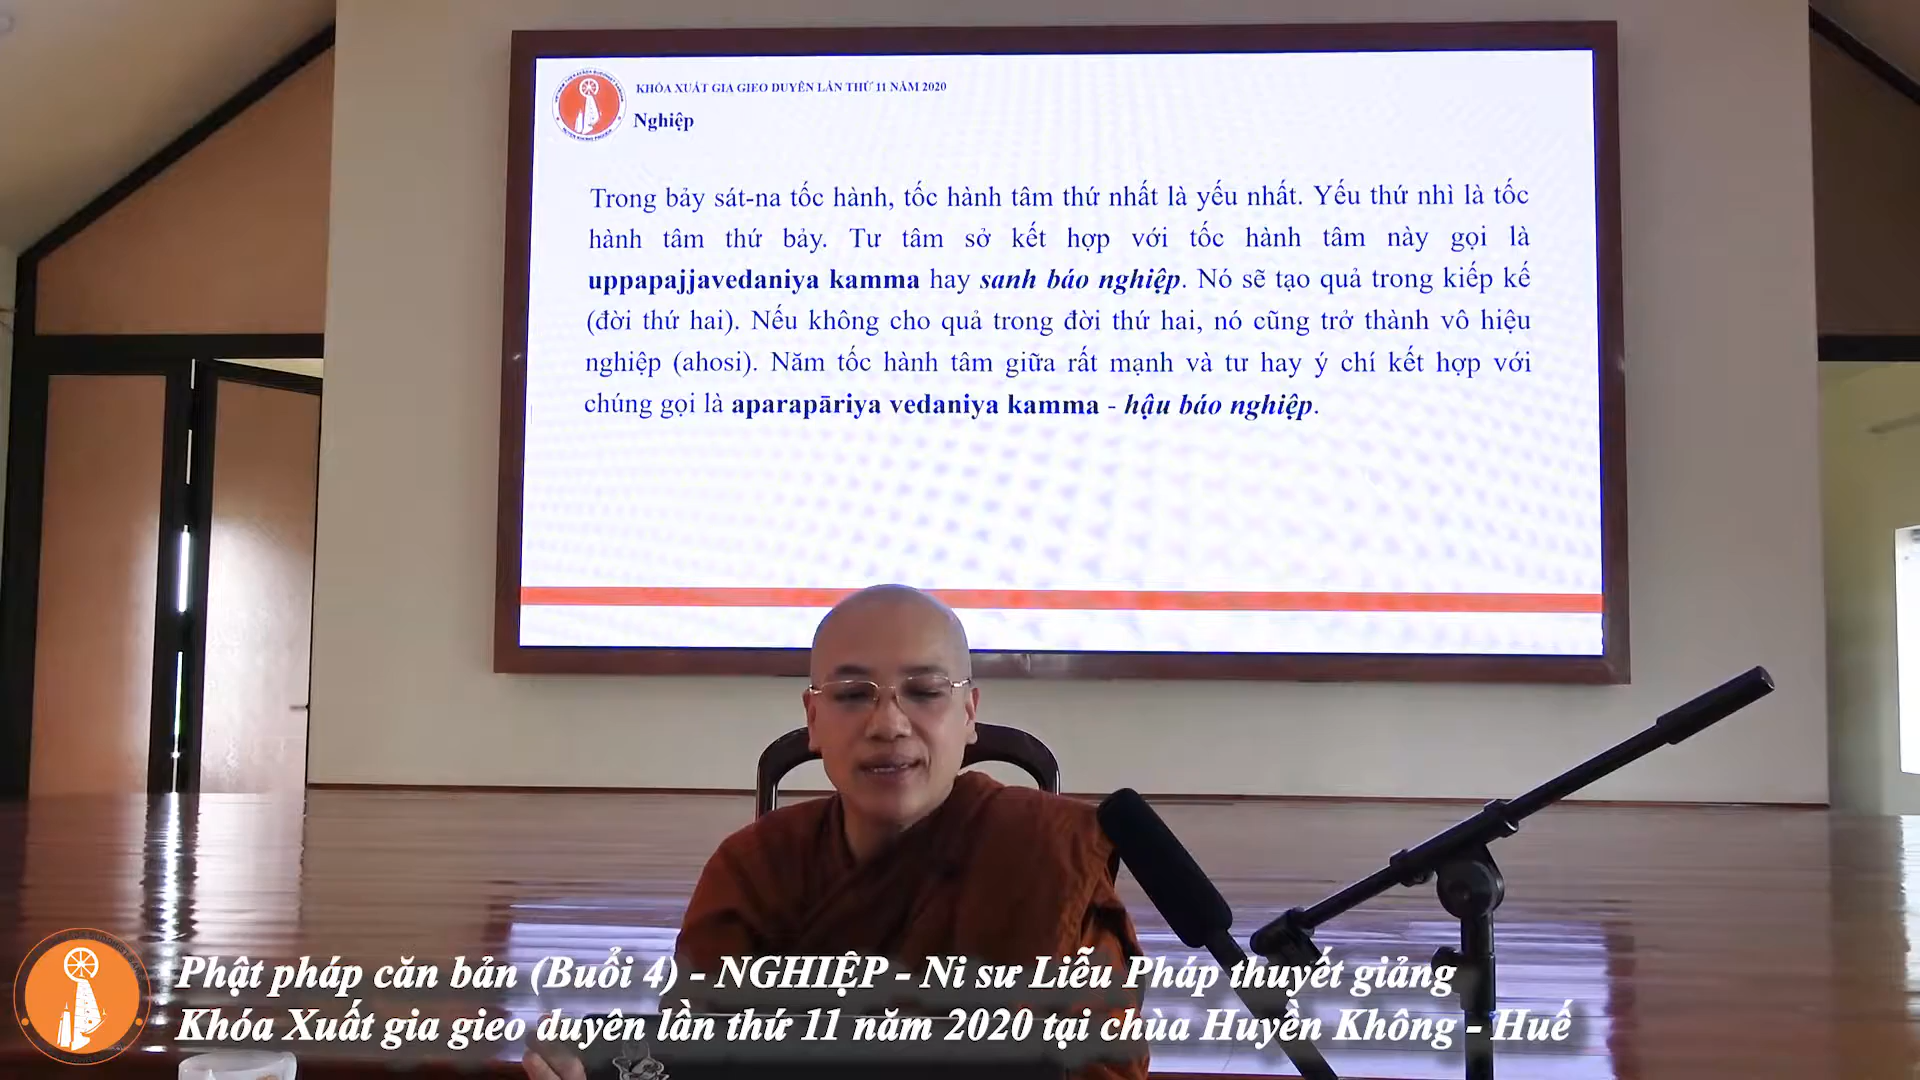 KHÓA XUẤT GIA GIEO DUYÊN LẦN THỨ 11 NĂM 2020
Nghiệp
Trong bảy sát-na tốc hành, tốc hành tâm thứ nhất là yếu nhất. Yếu thứ nhì là tốc
hành tâm thứ bảy. Tư tâm sở kết hợp với tốc hành tâm này gọi là
uppapajjavedaniya kamma hay sanh báo nghiệp. Nó sẽ tạo quả trong kiếp kế
(đời thứ hai). Nếu không cho quả trong đời thứ hai, nó cũng trở thành vô hiệu
nghiệp (ahosi). Năm tốc hành tâm giữa rất mạnh và tư hay ý chí kết hợp với
chúng gọi là aparapāriya vedaniya kamma - hậu báo nghiệp.
Phật pháp căn bản (Buổi 4) - NGHIỆP - Ni sư Liễu Pháp thuyết giảng
Khóa Xuất gia gieo duyên lần thứ 11 năm 2020 tại chùa Huyền Không - Huế